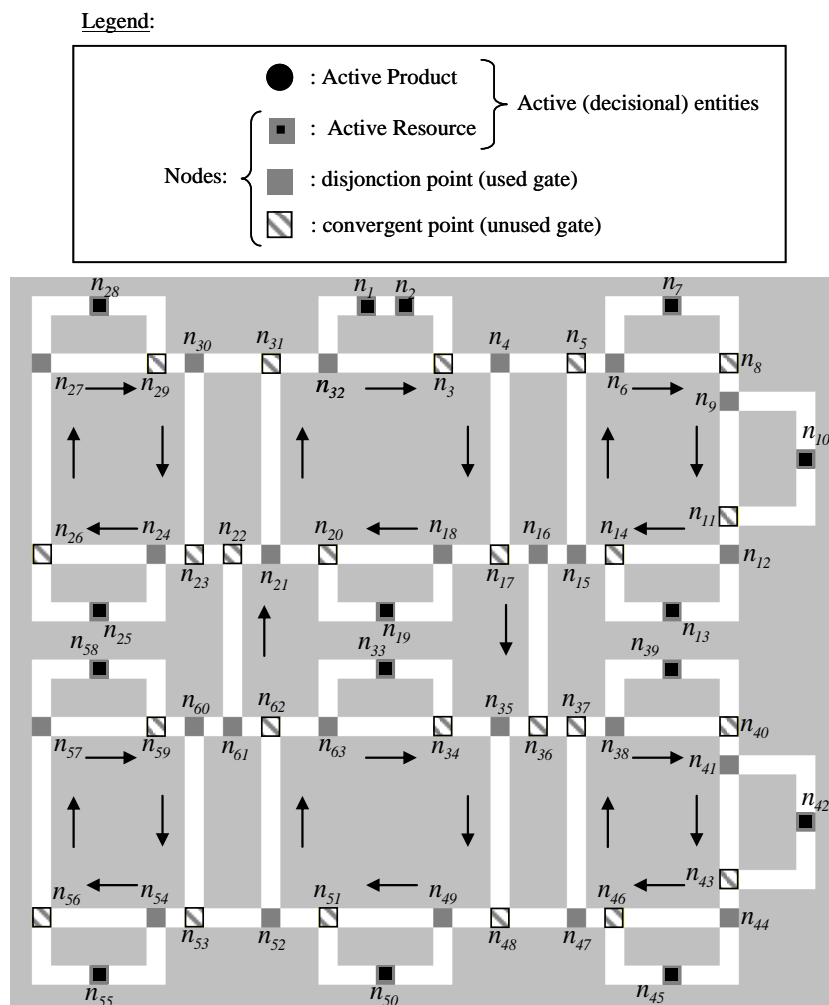 Legend:
: Active Product
: Active Resource
Active (decisional) entities
Nodes:
: disjonction point (used gate)
: convergent point (unused gate)
n28 n1 n2 n7
n30 n31 n4 n5 n8
n27 n29 n32 n3 n6
n9
n10
n11
n26 n24 n22 n20 n18 n16 n14
n23 n21 n17 n15 n12
n25 n19 n13
n58 n33 n39
n60 n62 n35 n37 n40
n57 n59 n61 n63 n34 n36 n38 n41
n42
n43
n56 n54 n51 n49 n46
n53 n52 n48 n47 n44
n55 n50 n45